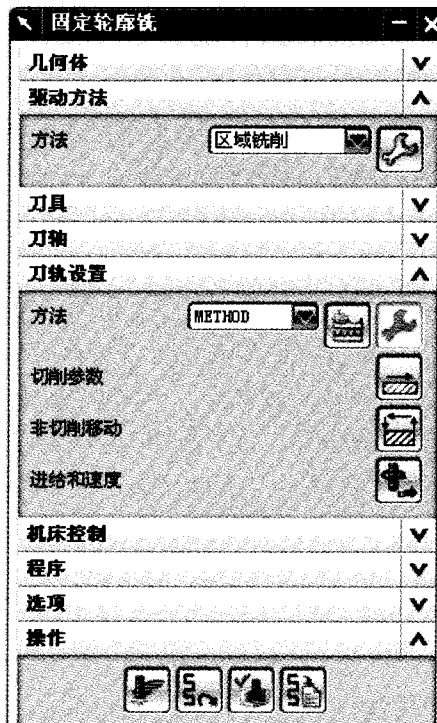 固定轮廓铣
几何体
驱动方法
方法 区域铣削
刀具
刀轴
刀轨设置
方法 METHOD
切削参数
非切削移动
进给和速度
机床控制
程序
选项
操作